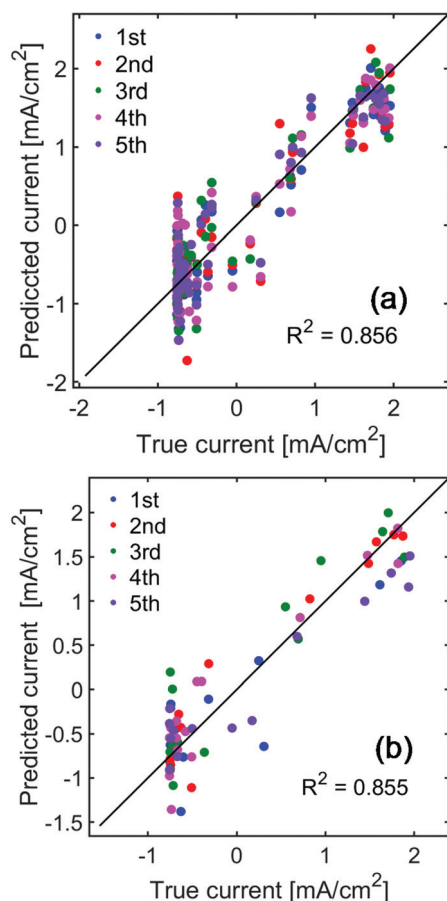 Prediccted current [mA/cm²]
2
1
0
-1
-2
1st
2nd
3rd
4th
5th
(a)
R² = 0.856
-2
-1
0
1
2
True current [mA/cm²]
Predicted current [mA/cm²]
2
1.5
1
0.5
0
-0.5
-1
-1.5
1st
2nd
3rd
4th
5th
(b)
R² = 0.855
-1
0
1
2
True current [mA/cm²]